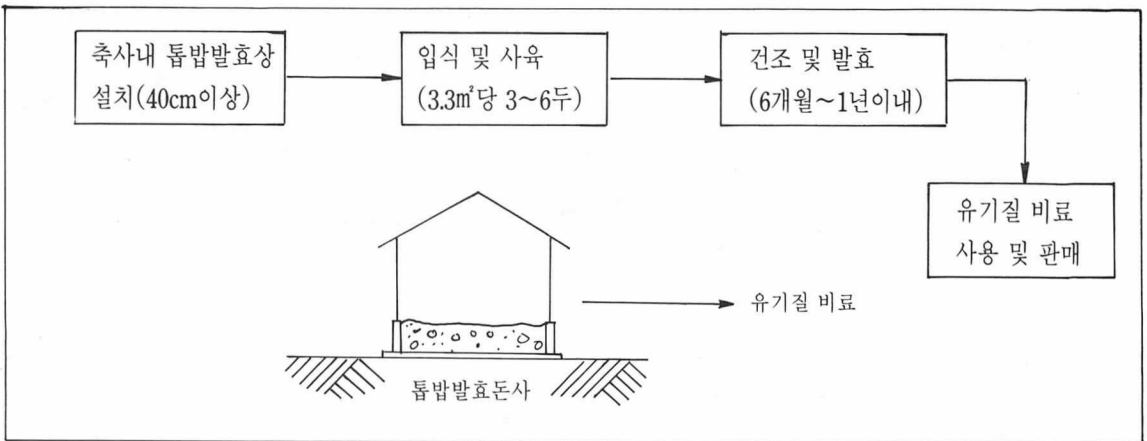 축사내 톱밥발효상
설치(40cm이상)
입식 및 사육
(3.3㎡당 3~6두)
건조 및 발효
(6개월~1년이내)
유기질 비료
사용 및 판매
유기질 비료
톱밥발효돈사